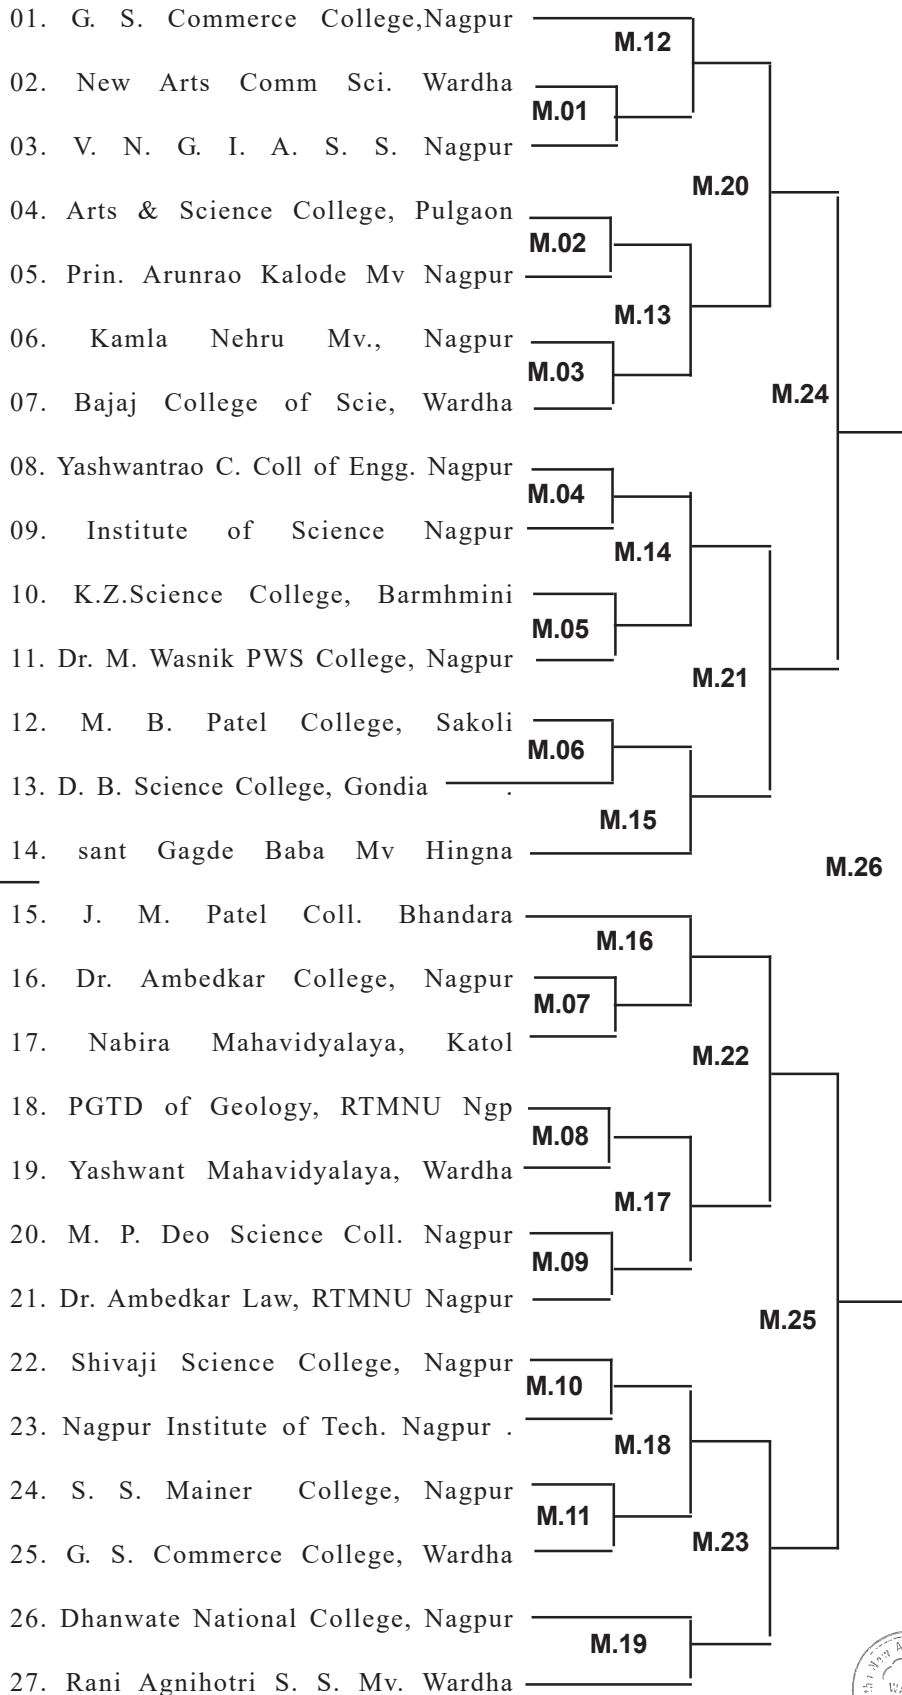 01. G. S. Commerce College,Nagpur
M.12
02. New Arts Comm Sci. Wardha
M.01
03. V. N. G. I. A. S. S. Nagpur
M.20
04. Arts & Science College, Pulgaon
M.02
05. Prin. Arunrao Kalode Mv Nagpur
M.13
06. Kamla Nehru Mv., Nagpur
M.03
M.24
07. Bajaj College of Scie, Wardha
08. Yashwantrao C. Coll of Engg. Nagpur
M.04
09. Institute of Science Nagpur
M.14
10. K.Z.Science College, Barmhmini
M.05
11. Dr. M. Wasnik PWS College, Nagpur
M.21
12. M. B. Patel College, Sakoli
M.06
13. D. B. Science College, Gondia .
M.15
14. sant Gagde Baba Mv Hingna
M.26
15. J. M. Patel Coll. Bhandara
M.16
16. Dr. Ambedkar College, Nagpur
M.07
17. Nabira Mahavidyalaya, Katol
M.22
18. PGTD of Geology, RTMNU Ngp
M.08
19. Yashwant Mahavidyalaya, Wardha
M.17
20. M. P. Deo Science Coll. Nagpur
M.09
21. Dr. Ambedkar Law, RTMNU Nagpur
M.25
22. Shivaji Science College, Nagpur
M.10
23. Nagpur Institute of Tech. Nagpur .
M.18
24. S. S. Mainer College, Nagpur
M.11
M.23
25. G. S. Commerce College, Wardha
26. Dhanwate National College, Nagpur
M.19
27. Rani Agnihotri S. S. Mv. Wardha